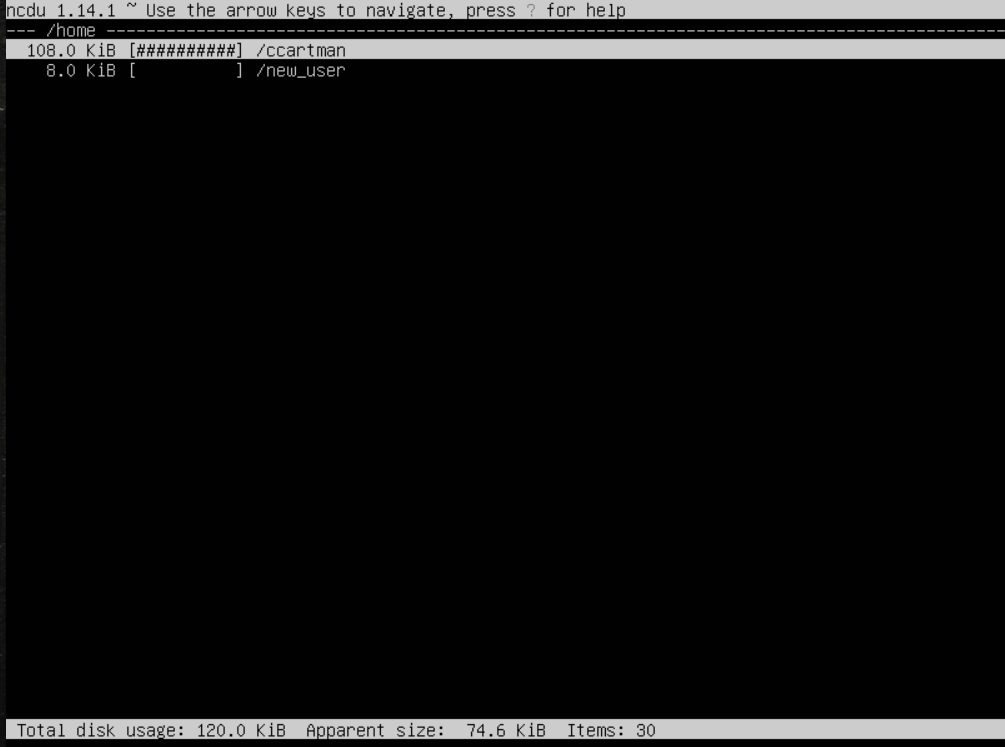 ncdu 1.14.1 ~ Use the arrow keys to navigate, press ? for help
--- /home ------------------------------------------------------------------------------------------
  108.0 KiB [##########] /ccartman
    8.0 KiB [          ] /new_user
 Total disk usage: 120.0 KiB  Apparent size:  74.6 KiB  Items: 30